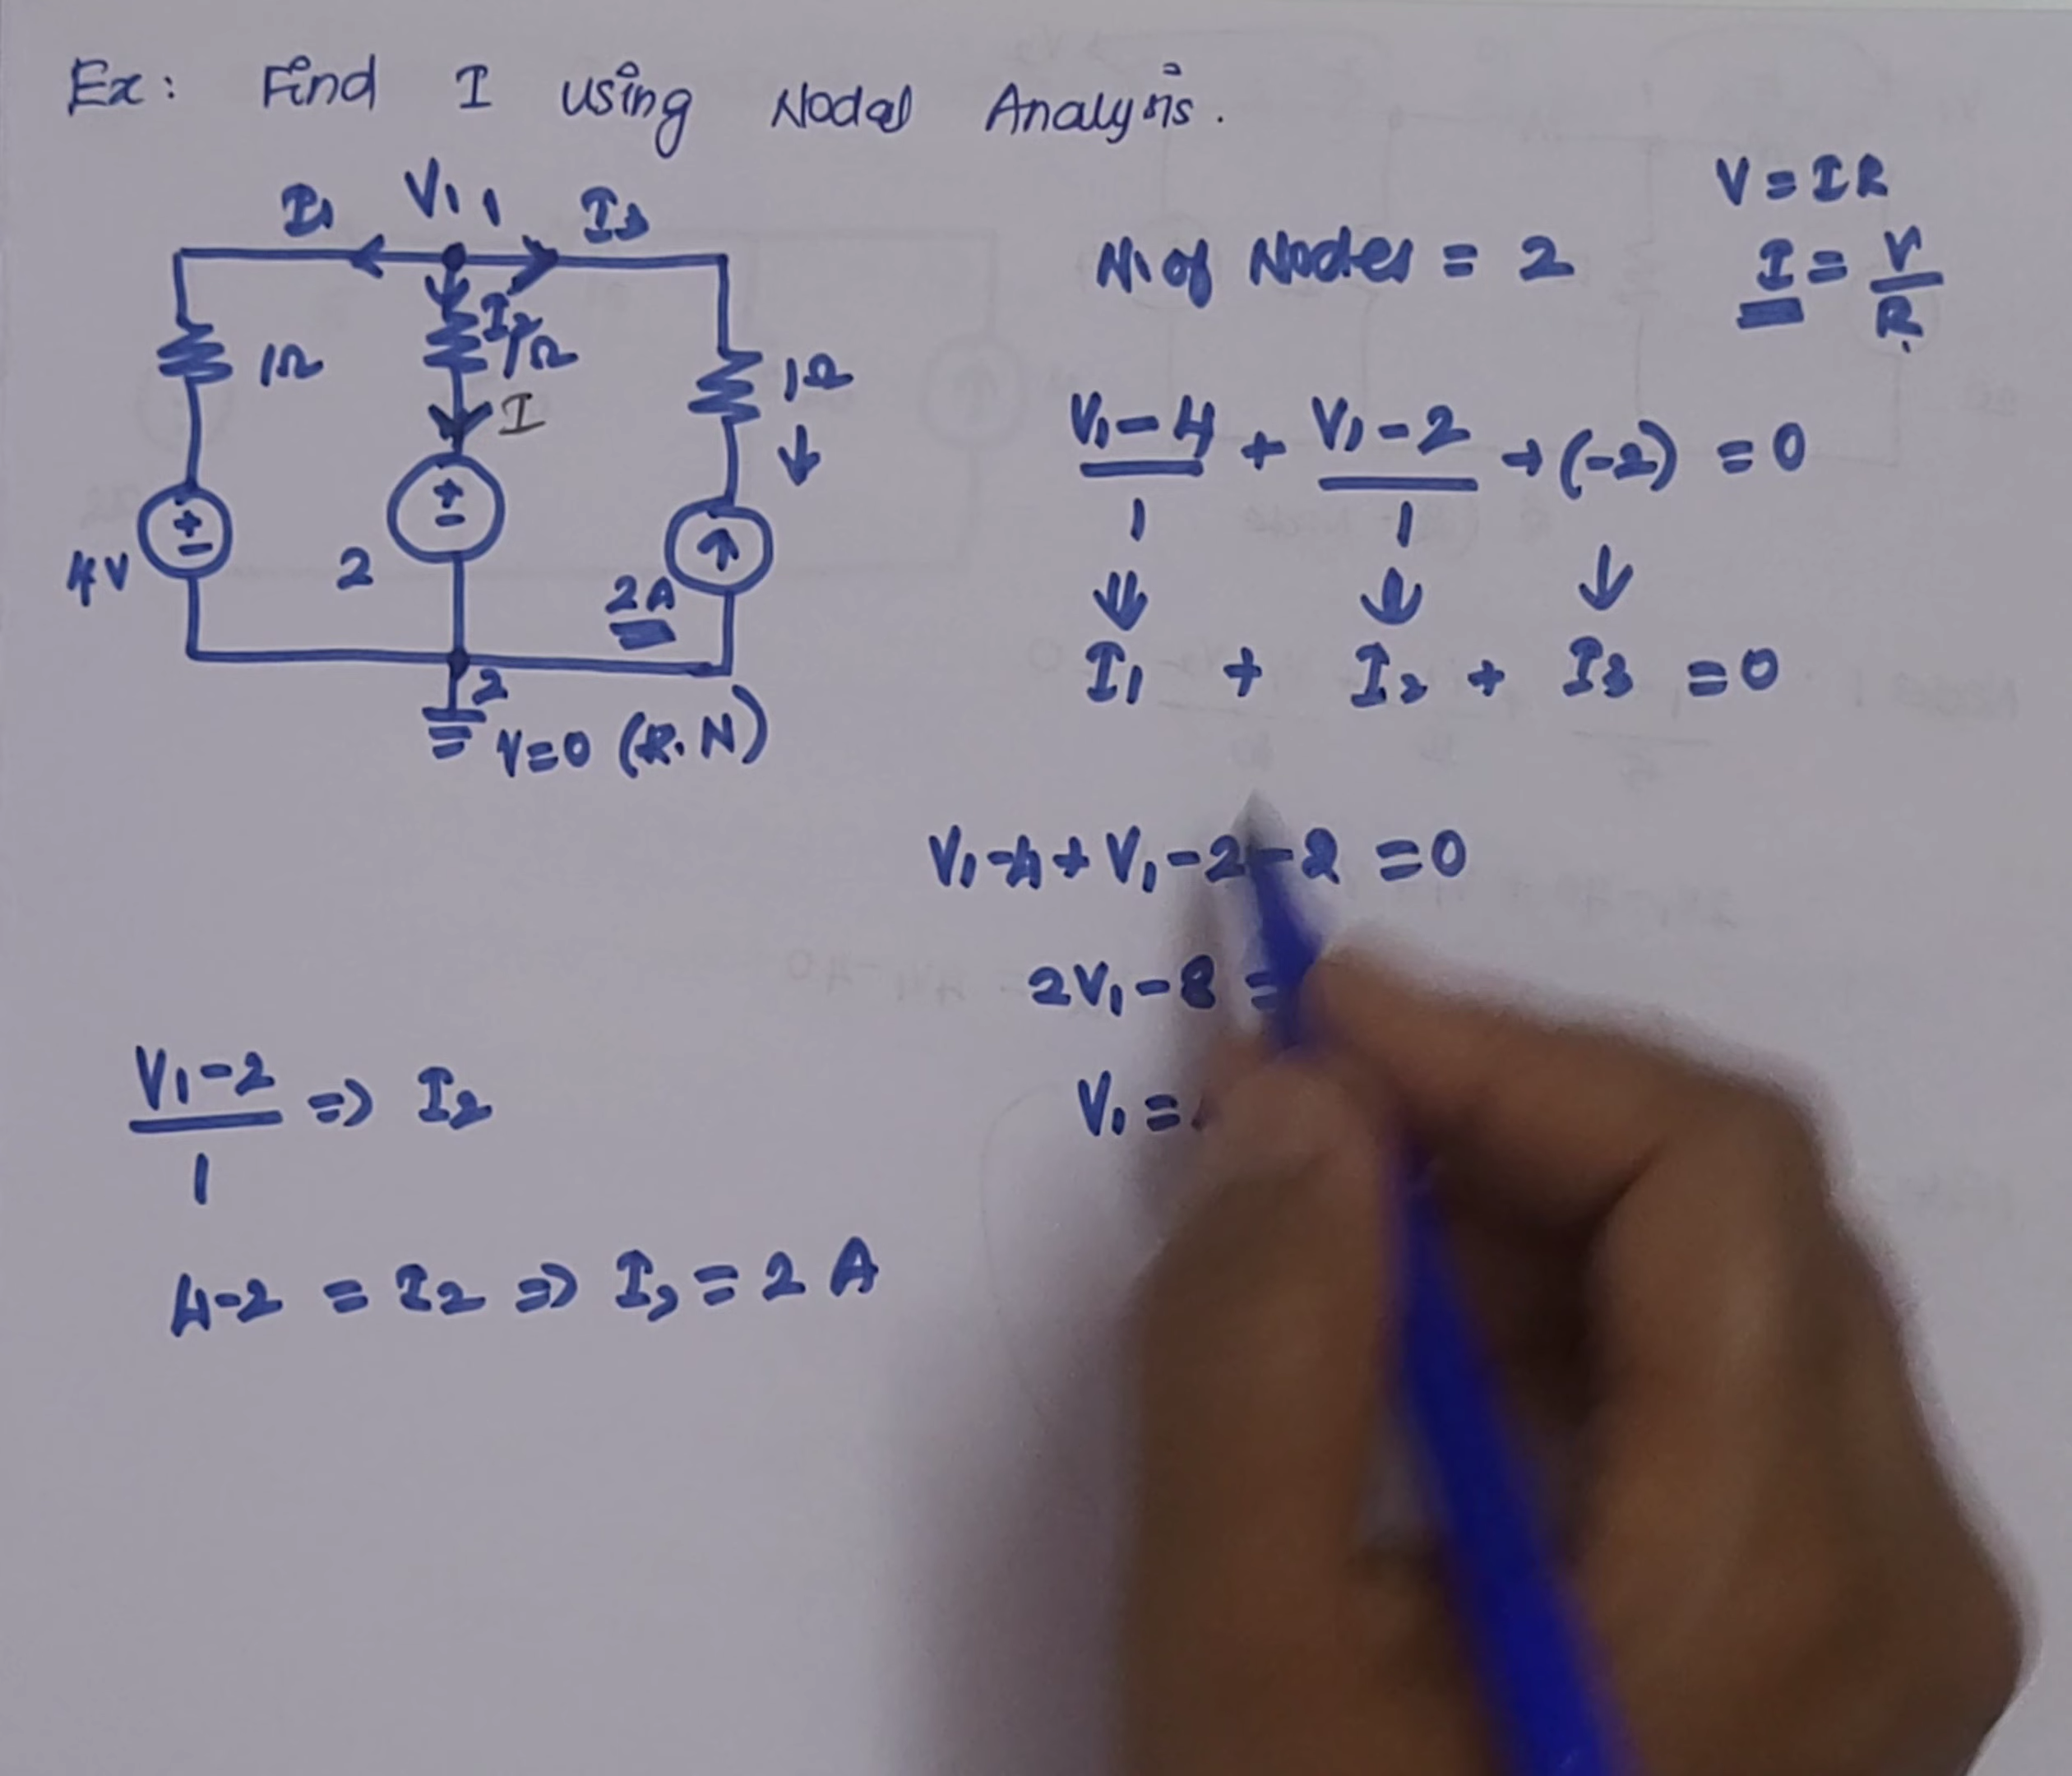 Ex: Find I using Nodal Analysis.
I1 V1 1 I3
1Ω I2 1Ω 1Ω
I
4V 2 2A
2
V=0 (R.N)
N. of Nodes = 2
V = IR
I = V/R
(V1-4)/1 + (V1-2)/1 + (-2) = 0
⇓ ↓ ↓
I1 + I2 + I3 = 0
V1-4+V1-2-2 = 0
2V1-8 =
V1 =
(V1-2)/1 ⇒ I2
4-2 = I2 ⇒ I2 = 2 A